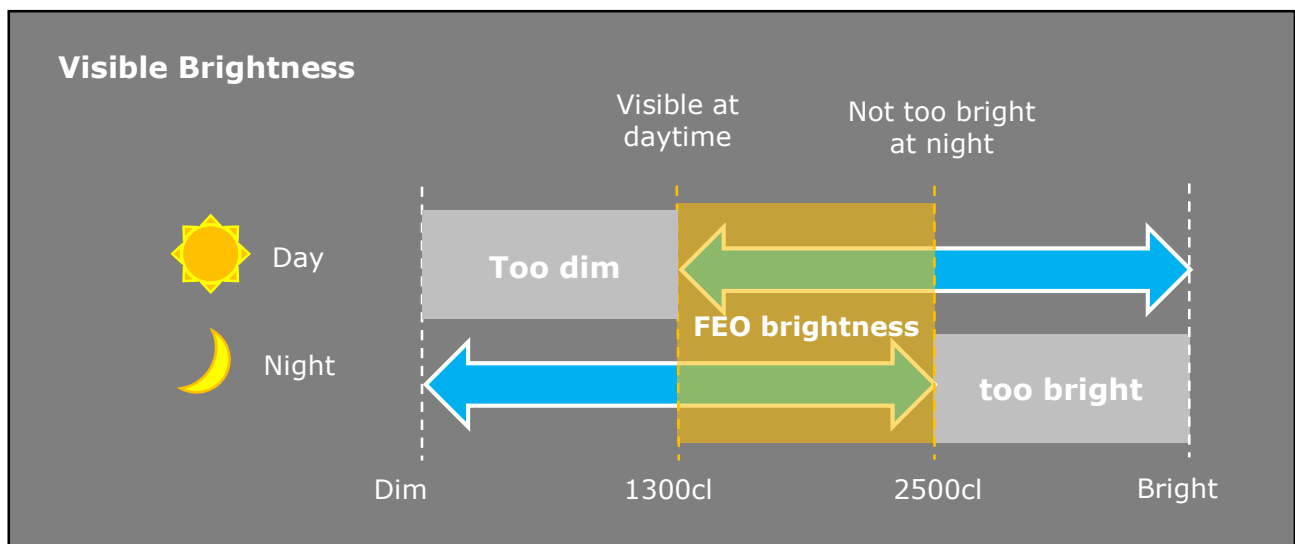 Visible Brightness
Visible at
daytime
Not too bright
at night
Day
Too dim
FEO brightness
Night
too bright
Dim
1300cl
2500cl
Bright